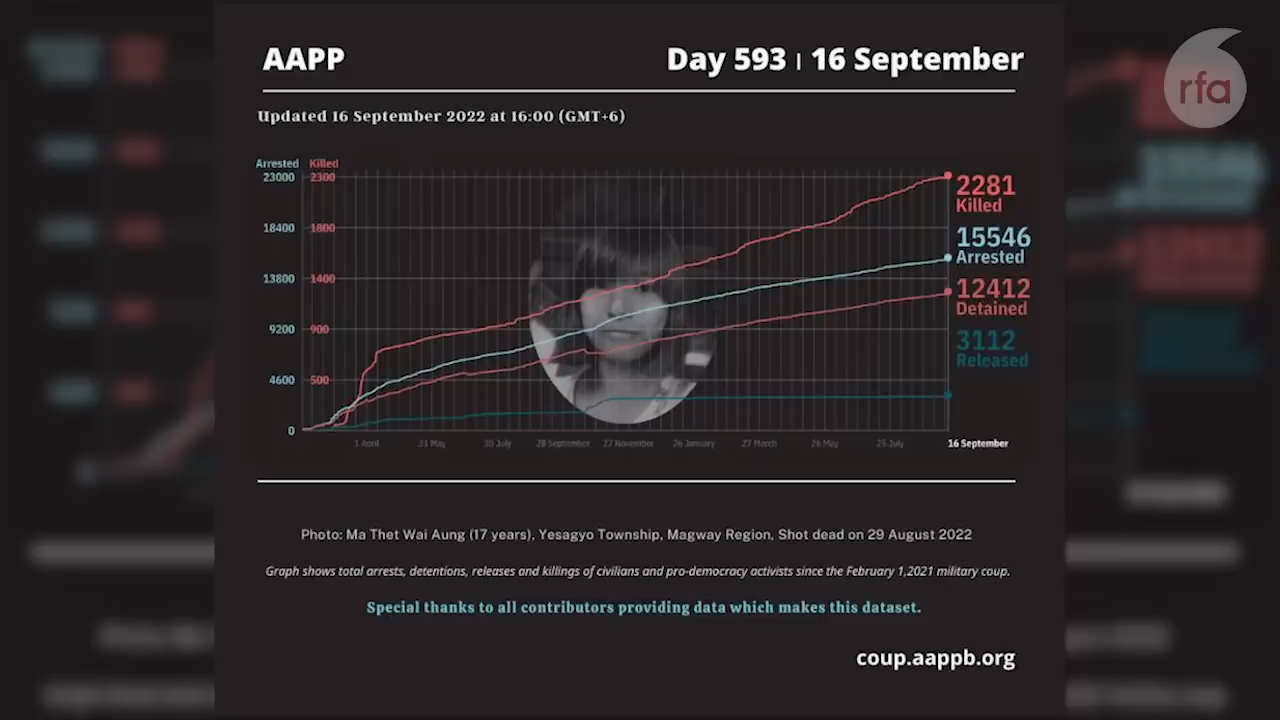 AAPP
Day 593 | 16 September
rfa
Updated 16 September 2022 at 16:00 (GMT+6)
Arrested Killed
23000 2300
2281
Killed
18400 1800
15546
Arrested
13800 1400
12412
Detained
9200 900
3112
Released
4600 500
0
1 April 31 May 30 July 28 September 27 November 26 January 27 March 26 May 25 July 16 September
Photo: Ma Thet Wai Aung (17 years), Yesagyo Township, Magway Region, Shot dead on 29 August 2022
Graph shows total arrests, detentions, releases and killings of civilians and pro-democracy activists since the February 1,2021 military coup.
Special thanks to all contributors providing data which makes this dataset.
coup.aappb.org